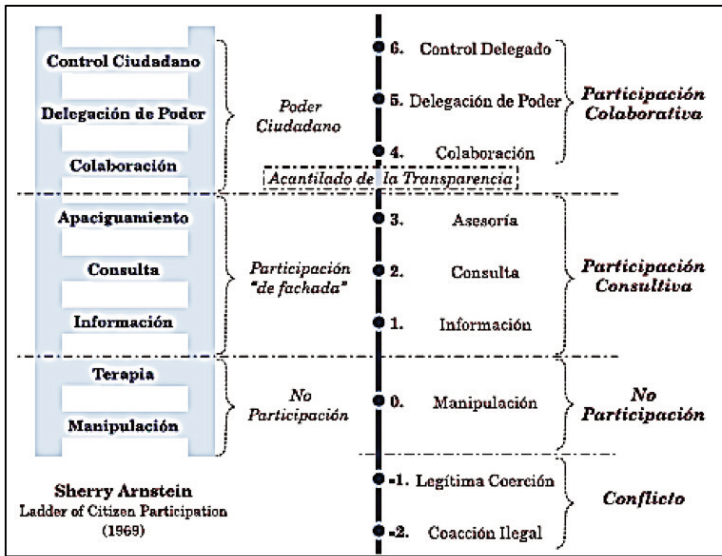 Control Ciudadano
Delegación de Poder
Colaboración
Poder
Ciudadano
6. Control Delegado
5. Delegación de Poder
4. Colaboración
Participación
Colaborativa
Acantilado de la Transparencia
Apaciguamiento
Consulta
Información
Participación
"de fachada"
3. Asesoría
2. Consulta
1. Información
Participación
Consultiva
Terapia
Manipulación
No
Participación
0. Manipulación
No
Participación
Sherry Arnstein
Ladder of Citizen Participation
(1969)
-1. Legítima Coerción
-2. Coacción Ilegal
Conflicto